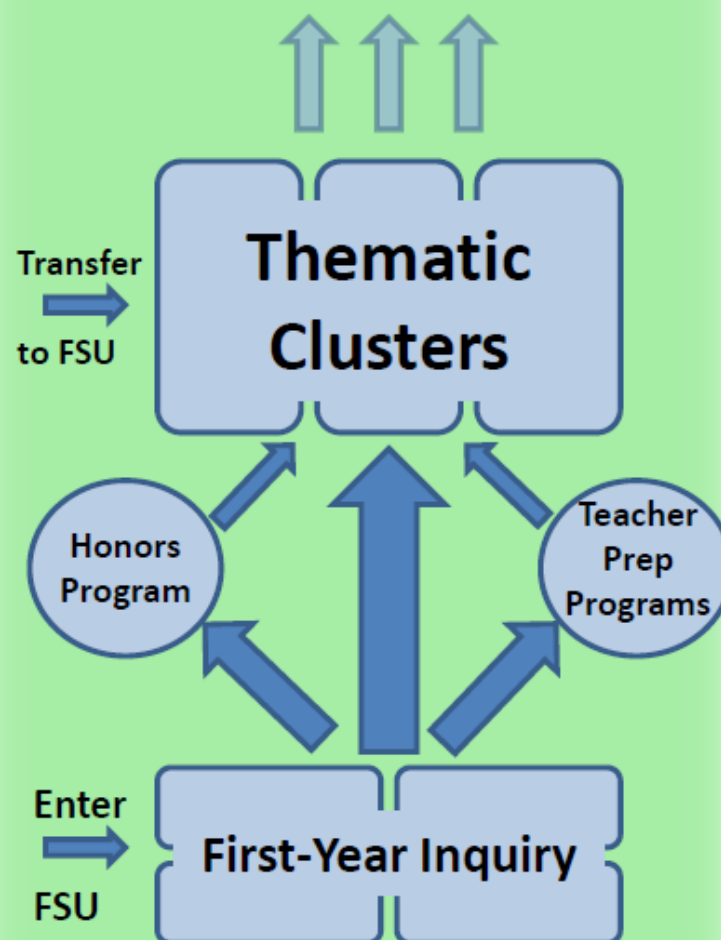 Thematic
Clusters
Transfer
to FSU
Honors
Program
Teacher
Prep
Programs
Enter
FSU
First-Year Inquiry